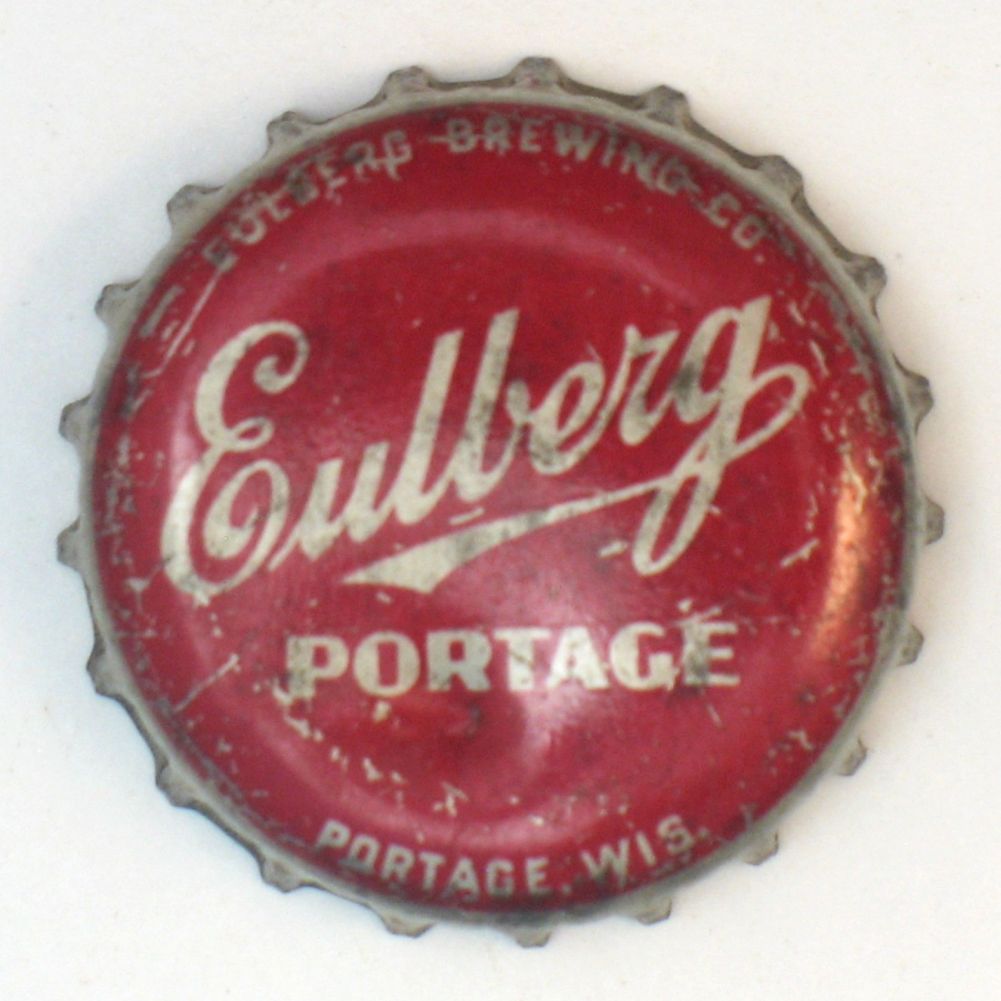 EULBERG BREWING CO.
Eulberg
PORTAGE
PORTAGE, WIS.